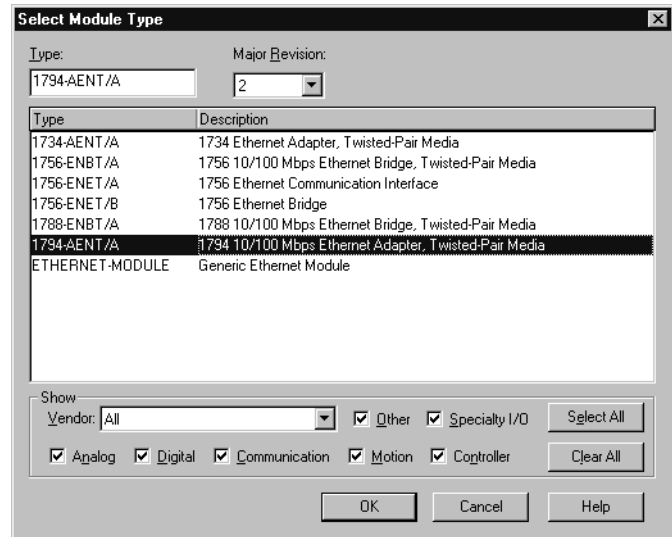 Select Module Type
Type: Major Revision:
1794-AENT/A 2
Type Description
1734-AENT/A 1734 Ethernet Adapter, Twisted-Pair Media
1756-ENBT/A 1756 10/100 Mbps Ethernet Bridge, Twisted-Pair Media
1756-ENET/A 1756 Ethernet Communication Interface
1756-ENET/B 1756 Ethernet Bridge
1788-ENBT/A 1788 10/100 Mbps Ethernet Bridge, Twisted-Pair Media
1794-AENT/A 1794 10/100 Mbps Ethernet Adapter, Twisted-Pair Media
ETHERNET-MODULE Generic Ethernet Module
Show
Vendor: All Other Specialty I/O Select All
Analog Digital Communication Motion Controller Clear All
OK Cancel Help